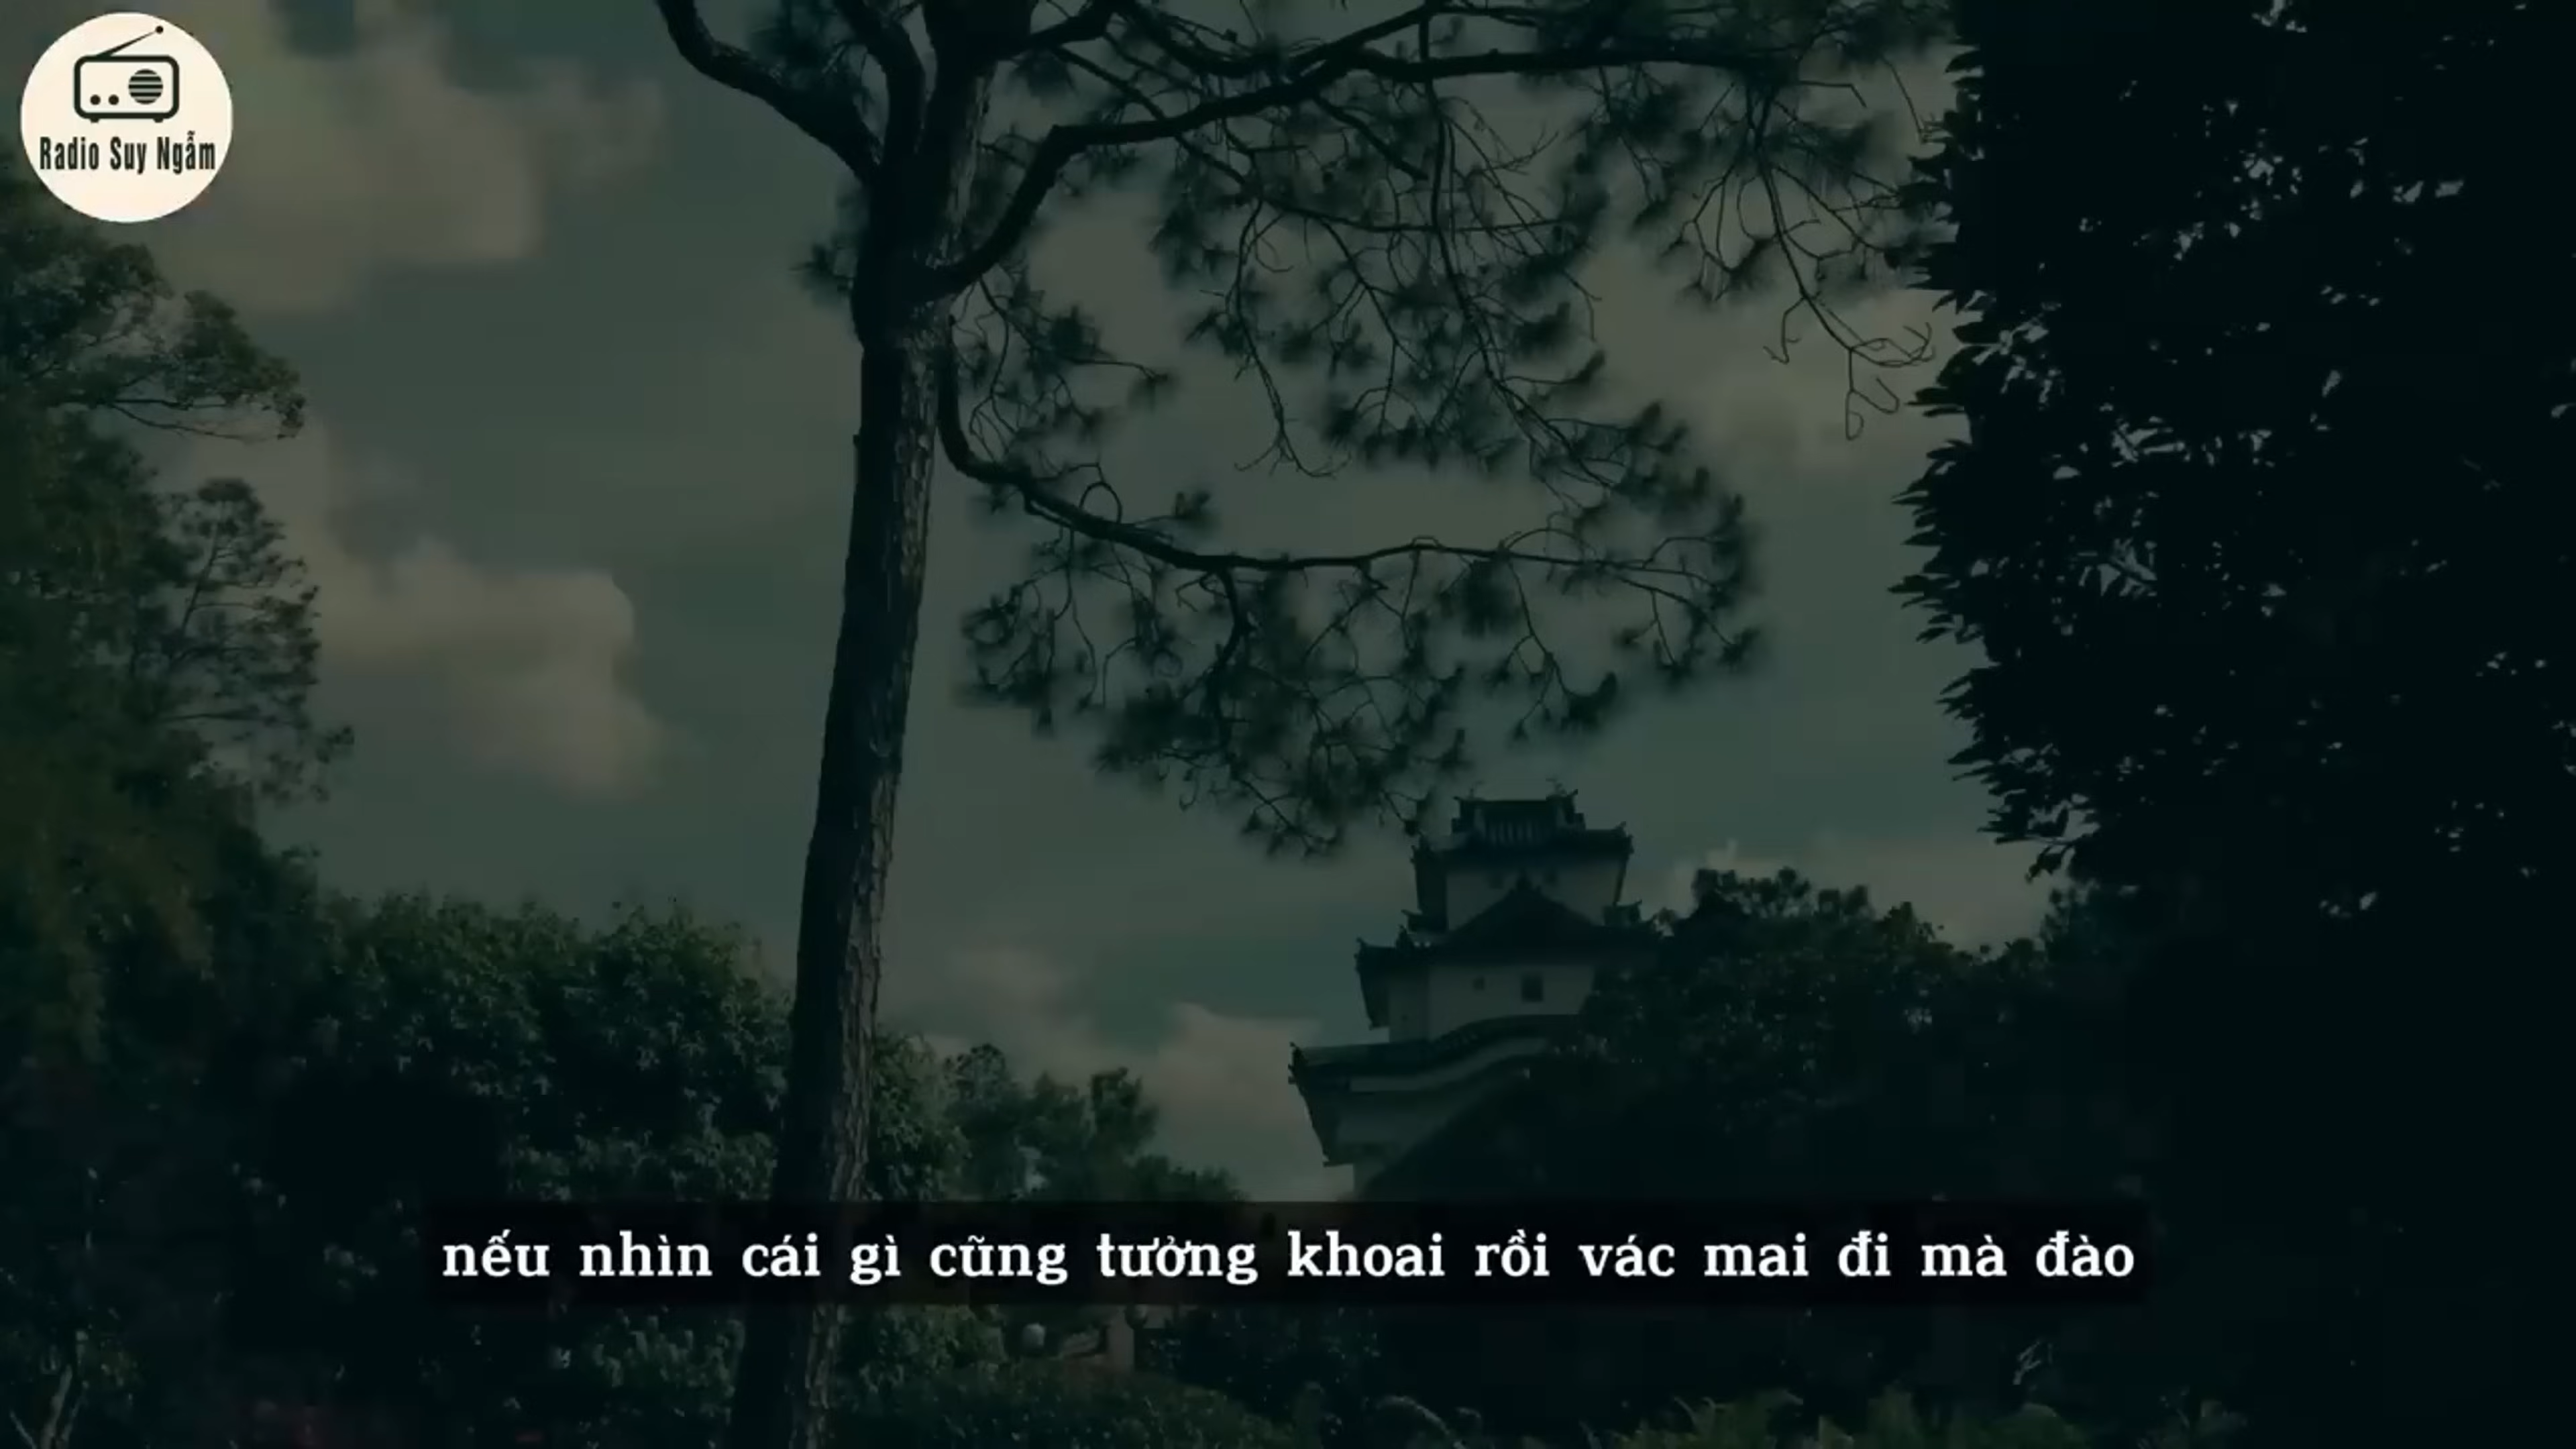 Radio Suy Ngẫm
nếu nhìn cái gì cũng tưởng khoai rồi vác mai đi mà đào